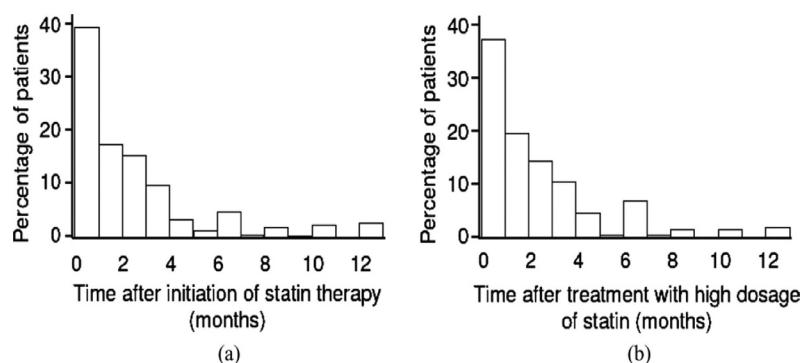 Percentage of patients
40
30
20
10
0
0 2 4 6 8 10 12
Time after initiation of statin therapy
(months)
(a)
Percentage of patients
40
30
20
10
0
0 2 4 6 8 10 12
Time after treatment with high dosage
of statin (months)
(b)